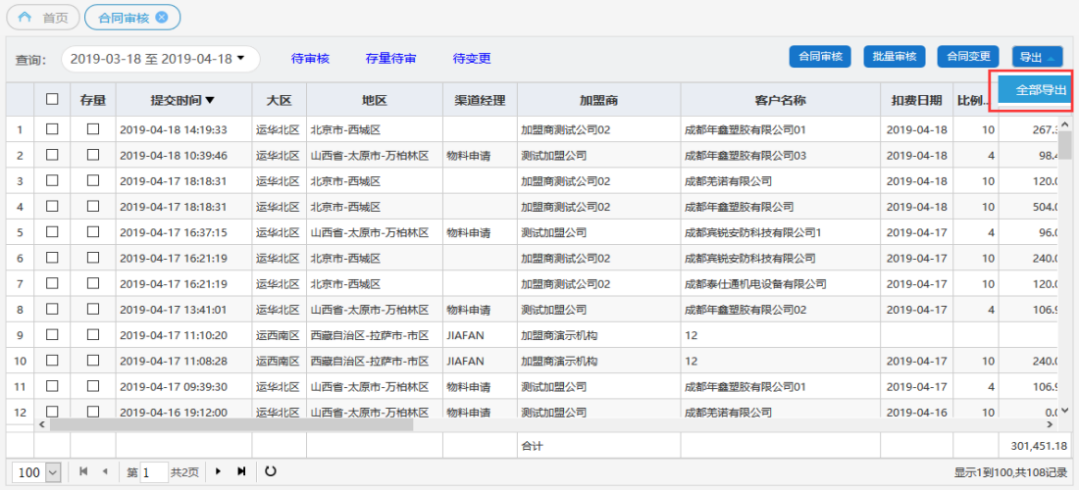 首页 合同审核
查询: 2019-03-18 至 2019-04-18 待审核 存量待审 待变更 合同审核 批量审核 合同变更 导出
全部导出
存量 提交时间▼ 大区 地区 渠道经理 加盟商 客户名称 扣费日期 比例..
1 2019-04-18 14:19:33 运华北区 北京市-西城区 加盟商测试公司02 成都年鑫塑胶有限公司01 2019-04-18 10 267.
2 2019-04-18 10:39:46 运华北区 山西省-太原市-万柏林区 物料申请 测试加盟公司 成都年鑫塑胶有限公司03 2019-04-18 4 98.
3 2019-04-17 18:18:31 运华北区 北京市-西城区 加盟商测试公司02 成都羌诺有限公司 2019-04-18 10 120.
4 2019-04-17 18:18:31 运华北区 北京市-西城区 加盟商测试公司02 成都年鑫塑胶有限公司 2019-04-18 10 504.
5 2019-04-17 16:37:15 运华北区 山西省-太原市-万柏林区 物料申请 测试加盟公司 成都宾锐安防科技有限公司1 2019-04-17 4 96.
6 2019-04-17 16:21:19 运华北区 北京市-西城区 加盟商测试公司02 成都宾锐安防科技有限公司 2019-04-17 10 240.
7 2019-04-17 16:21:19 运华北区 北京市-西城区 加盟商测试公司02 成都泰仕通机电设备有限公司 2019-04-17 10 120.
8 2019-04-17 13:41:01 运华北区 山西省-太原市-万柏林区 物料申请 测试加盟公司 成都年鑫塑胶有限公司02 2019-04-17 4 106.
9 2019-04-17 11:10:20 运西南区 西藏自治区-拉萨市-市区 JIAFAN 加盟商演示机构 12
10 2019-04-17 11:08:28 运西南区 西藏自治区-拉萨市-市区 JIAFAN 加盟商演示机构 12 2019-04-17 10 240.
11 2019-04-17 09:39:30 运华北区 山西省-太原市-万柏林区 物料申请 测试加盟公司 成都年鑫塑胶有限公司01 2019-04-17 4 106.
12 2019-04-16 19:12:00 运华北区 山西省-太原市-万柏林区 物料申请 测试加盟公司 成都羌诺有限公司 2019-04-16 10 0.
合计 301,451.18
100 第 1 共2页 显示1到100,共108记录